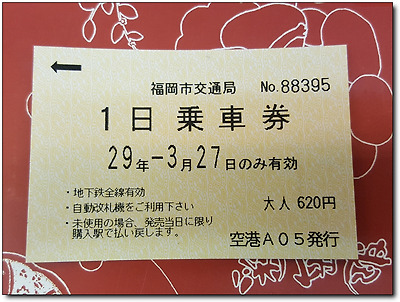 ←
福岡市交通局 No.88395
1日乗車券
29年-3月27日のみ有効
・地下鉄全線有効
・自動改札機をご利用下さい
大人 620円
・未使用の場合、発売当日に限り
購入駅で払い戻します。
空港A05発行